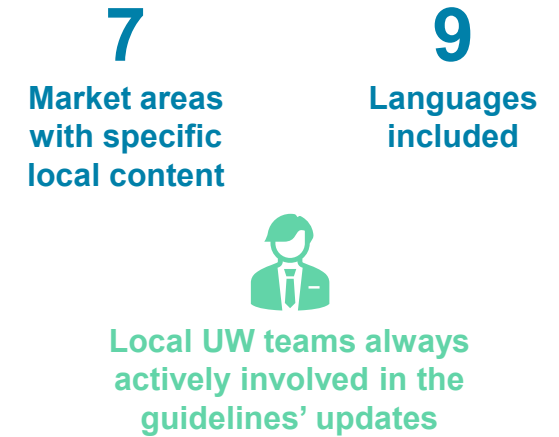 7
Market areas
with specific
local content
9
Languages
included
Local UW teams always
actively involved in the
guidelines’ updates